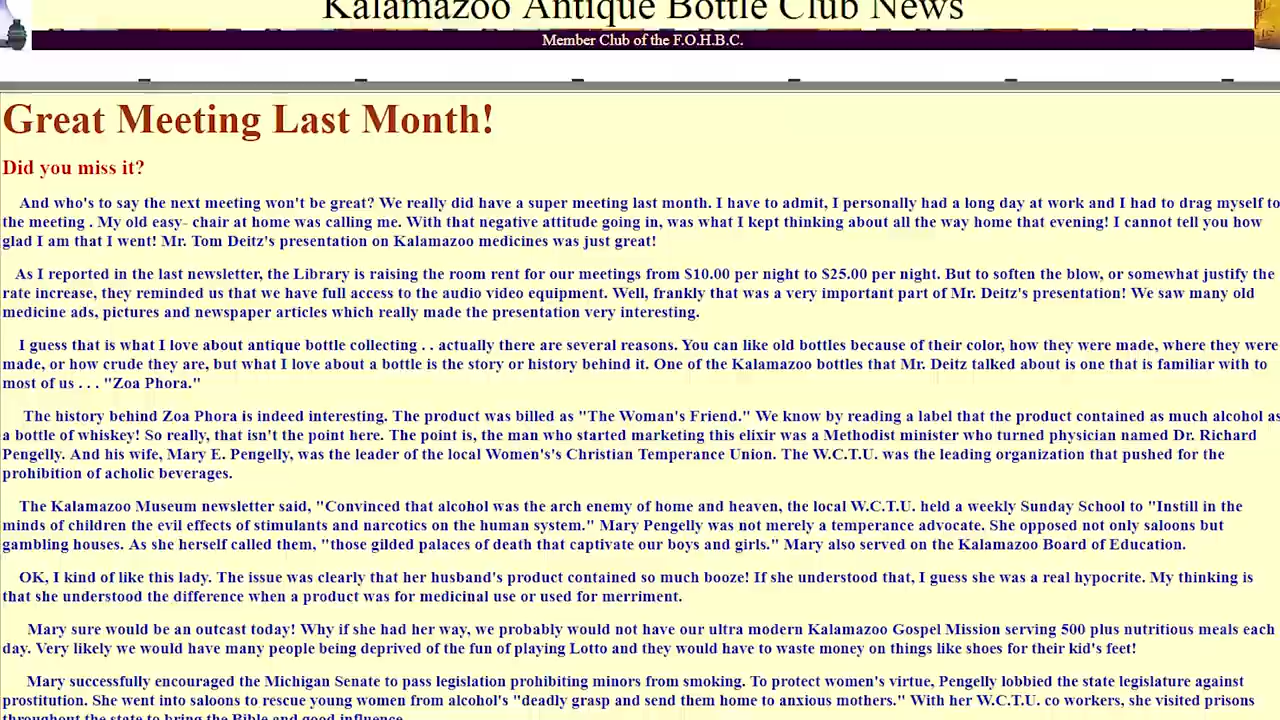 Kalamazoo Antique Bottle Club News
Member Club of the F.O.H.B.C.
Great Meeting Last Month!
Did you miss it?
And who's to say the next meeting won't be great? We really did have a super meeting last month. I have to admit, I personally had a long day at work and I had to drag myself to
the meeting . My old easy- chair at home was calling me. With that negative attitude going in, was what I kept thinking about all the way home that evening! I cannot tell you how
glad I am that I went! Mr. Tom Deitz's presentation on Kalamazoo medicines was just great!
As I reported in the last newsletter, the Library is raising the room rent for our meetings from $10.00 per night to $25.00 per night. But to soften the blow, or somewhat justify the
rate increase, they reminded us that we have full access to the audio video equipment. Well, frankly that was a very important part of Mr. Deitz's presentation! We saw many old
medicine ads, pictures and newspaper articles which really made the presentation very interesting.
I guess that is what I love about antique bottle collecting . . actually there are several reasons. You can like old bottles because of their color, how they were made, where they were
made, or how crude they are, but what I love about a bottle is the story or history behind it. One of the Kalamazoo bottles that Mr. Deitz talked about is one that is familiar with to
most of us . . . "Zoa Phora."
The history behind Zoa Phora is indeed interesting. The product was billed as "The Woman's Friend." We know by reading a label that the product contained as much alcohol as
a bottle of whiskey! So really, that isn't the point here. The point is, the man who started marketing this elixir was a Methodist minister who turned physician named Dr. Richard
Pengelly. And his wife, Mary E. Pengelly, was the leader of the local Women's's Christian Temperance Union. The W.C.T.U. was the leading organization that pushed for the
prohibition of acholic beverages.
The Kalamazoo Museum newsletter said, "Convinced that alcohol was the arch enemy of home and heaven, the local W.C.T.U. held a weekly Sunday School to "Instill in the
minds of children the evil effects of stimulants and narcotics on the human system." Mary Pengelly was not merely a temperance advocate. She opposed not only saloons but
gambling houses. As she herself called them, "those gilded palaces of death that captivate our boys and girls." Mary also served on the Kalamazoo Board of Education.
OK, I kind of like this lady. The issue was clearly that her husband's product contained so much booze! If she understood that, I guess she was a real hypocrite. My thinking is
that she understood the difference when a product was for medicinal use or used for merriment.
Mary sure would be an outcast today! Why if she had her way, we probably would not have our ultra modern Kalamazoo Gospel Mission serving 500 plus nutritious meals each
day. Very likely we would have many people being deprived of the fun of playing Lotto and they would have to waste money on things like shoes for their kid's feet!
Mary successfully encouraged the Michigan Senate to pass legislation prohibiting minors from smoking. To protect women's virtue, Pengelly lobbied the state legislature against
prostitution. She went into saloons to rescue young women from alcohol's "deadly grasp and send them home to anxious mothers." With her W.C.T.U. co workers, she visited prisons
throughout the state to bring the Bible and good influence.